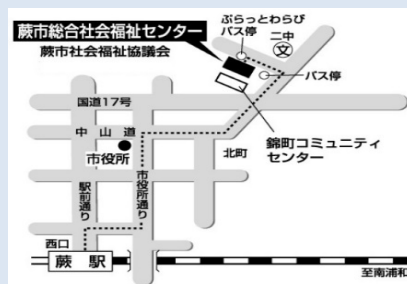 ぷらっとわらび
バス停
二中
文
蕨市総合社会福祉センター
蕨市社会福祉協議会
バス停
国道17号
錦町コミュニティ
センター
中山道
市役所
北町
駅前通り
市役所通り
西口
蕨駅
至南浦和